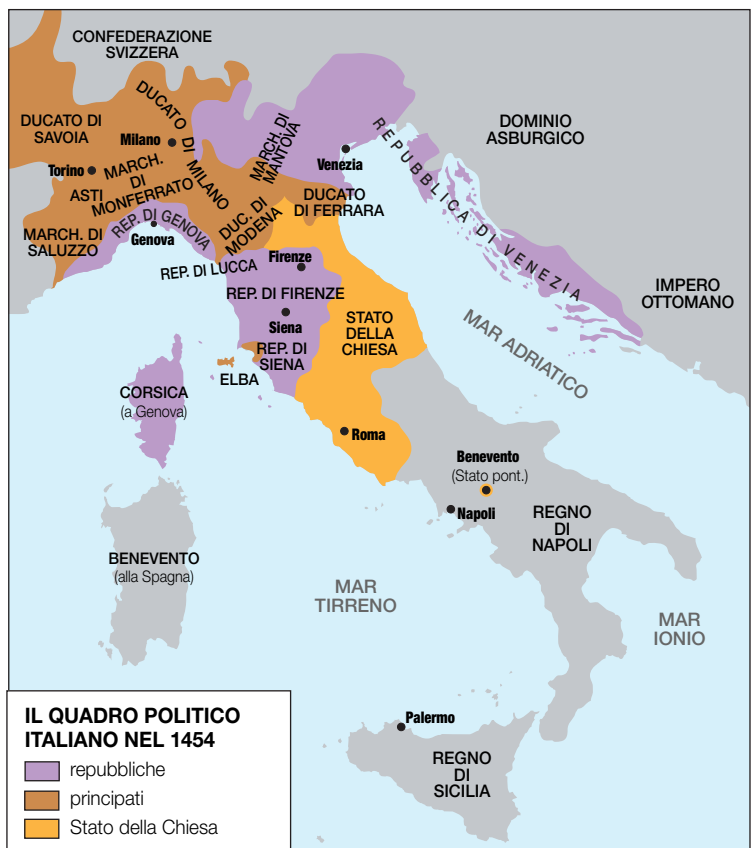 CONFEDERAZIONE
SVIZZERA
DUCATO DI
SAVOIA
DUCATO DI MILANO
Milano
Torino
MARCH.
DI
MONFERRATO
ASTI
MARCH. DI
SALUZZO
REP. DI GENOVA
Genova
MARCH. DI
MANTOVA
Venezia
DUC. DI
MODENA
DUCATO
DI FERRARA
REPUBBLICA DI VENEZIA
DOMINIO
ASBURGICO
IMPERO
OTTOMANO
REP. DI LUCCA
Firenze
REP. DI FIRENZE
Siena
REP. DI
SIENA
STATO
DELLA
CHIESA
MAR ADRIATICO
ELBA
CORSICA
(a Genova)
Roma
Benevento
(Stato pont.)
Napoli
REGNO
DI
NAPOLI
BENEVENTO
(alla Spagna)
MAR
TIRRENO
MAR
IONIO
Palermo
REGNO
DI
SICILIA
IL QUADRO POLITICO
ITALIANO NEL 1454
repubbliche
principati
Stato della Chiesa